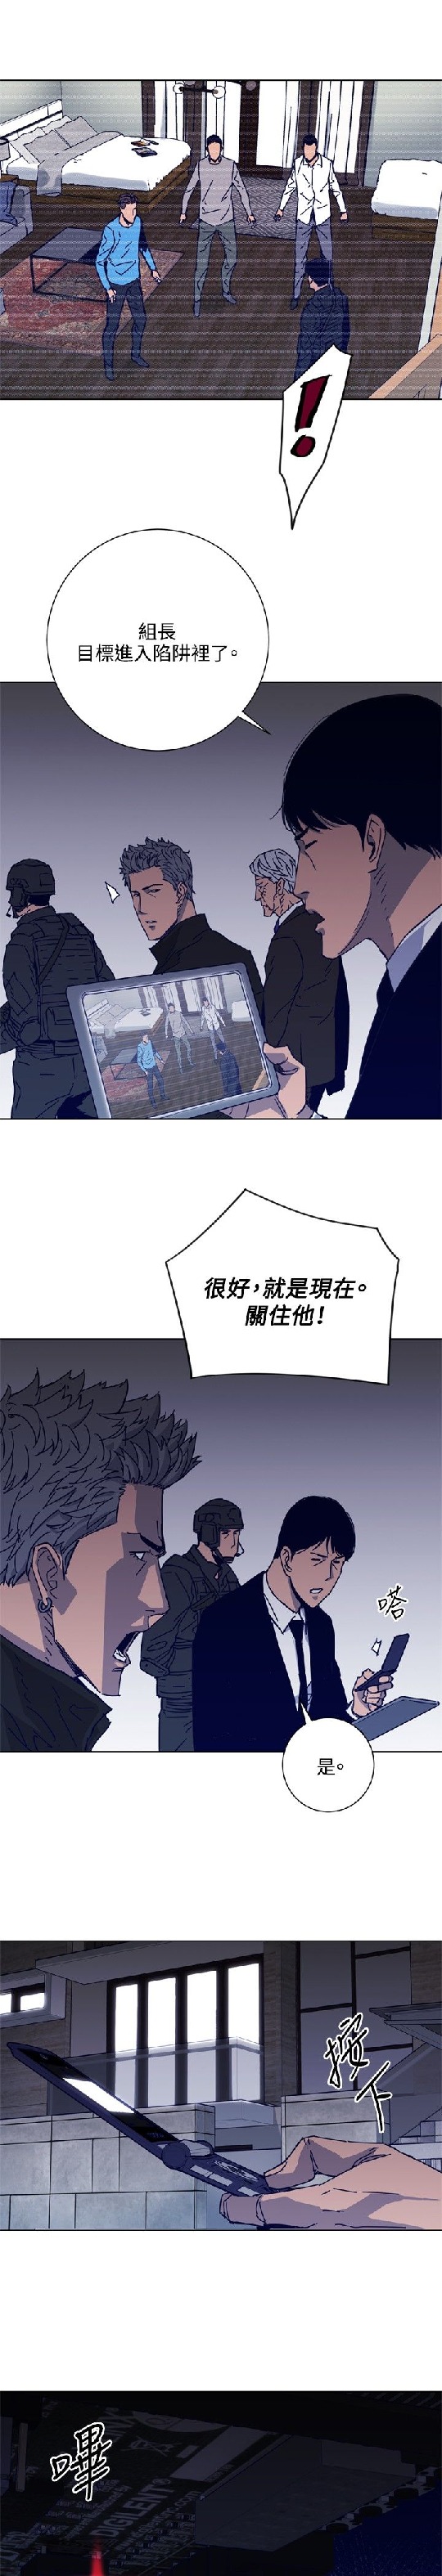 !
組長
目標進入陷阱裡了。
很好，就是現在。
關住他！
嗒
是。
按下
嗶